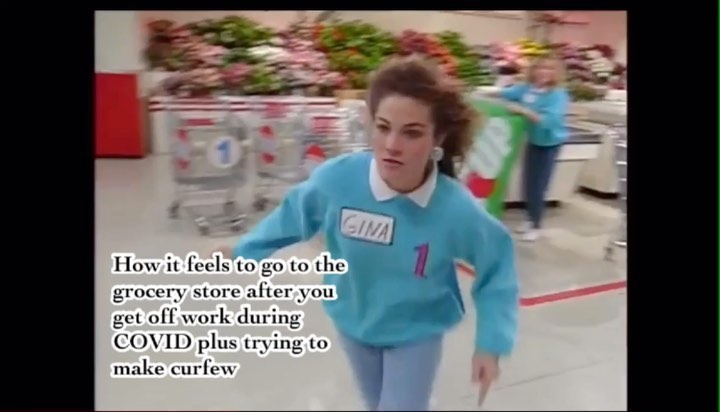 GINA
1
1
UP
How it feels to go to the
grocery store after you
get off work during
COVID plus trying to
make curfew